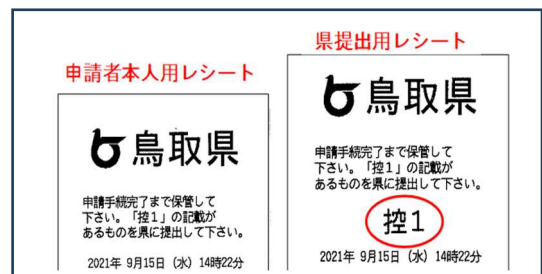 申請者本人用レシート
鳥取県
申請手続完了まで保管して
下さい。「控1」の記載が
あるものを県に提出して下さい。
2021年 9月15日（水）14時22分
県提出用レシート
鳥取県
申請手続完了まで保管して
下さい。「控1」の記載が
あるものを県に提出して下さい。
控1
2021年 9月15日（水）14時22分